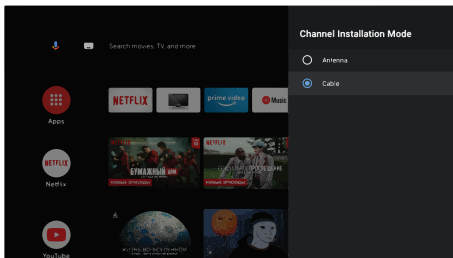 Channel Installation Mode
Search movies, TV, and more
Antenna
Cable
NETFLIX
prime video
Music
Apps
NETFLIX
NETFLIX
NETFLIX
БУМАЖНЫЙ
НОВЫЕ ЭПИЗОДЫ
НОВЫЕ ЭПИЗОДЫ
Netflix
YouTube